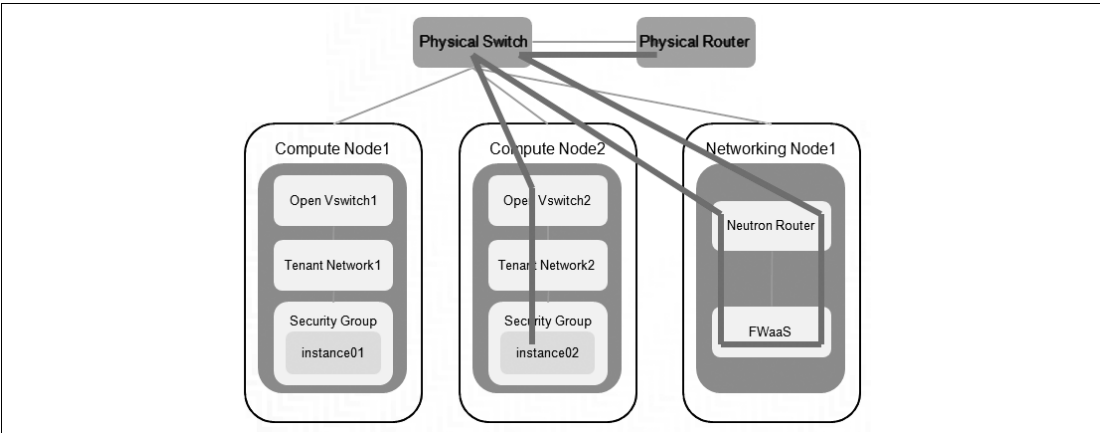 Physical Switch
Physical Router
Compute Node1
Open Vswitch1
Tenant Network1
Security Group
instance01
Compute Node2
Open Vswitch2
Tenant Network2
Security Group
instance02
Networking Node1
Neutron Router
FWaaS